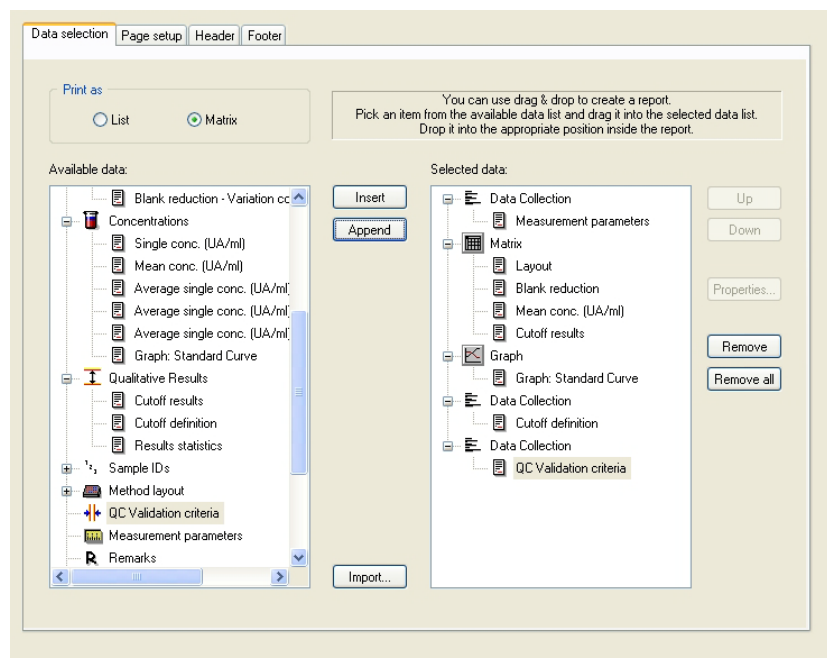 Data selection Page setup Header Footer
Print as
List Matrix
You can use drag & drop to create a report.
Pick an item from the available data list and drag it into the selected data list.
Drop it into the appropriate position inside the report.
Available data:
Blank reduction - Variation cc
Concentrations
Single conc. (UA/ml)
Mean conc. (UA/ml)
Average single conc. (UA/ml
Average single conc. (UA/ml
Average single conc. (UA/ml
Graph: Standard Curve
Qualitative Results
Cutoff results
Cutoff definition
Results statistics
Sample IDs
Method layout
QC Validation criteria
Measurement parameters
Remarks
Insert
Append
Import...
Selected data:
Data Collection
Measurement parameters
Matrix
Layout
Blank reduction
Mean conc. (UA/ml)
Cutoff results
Graph
Graph: Standard Curve
Data Collection
Cutoff definition
Data Collection
QC Validation criteria
Up
Down
Properties...
Remove
Remove all